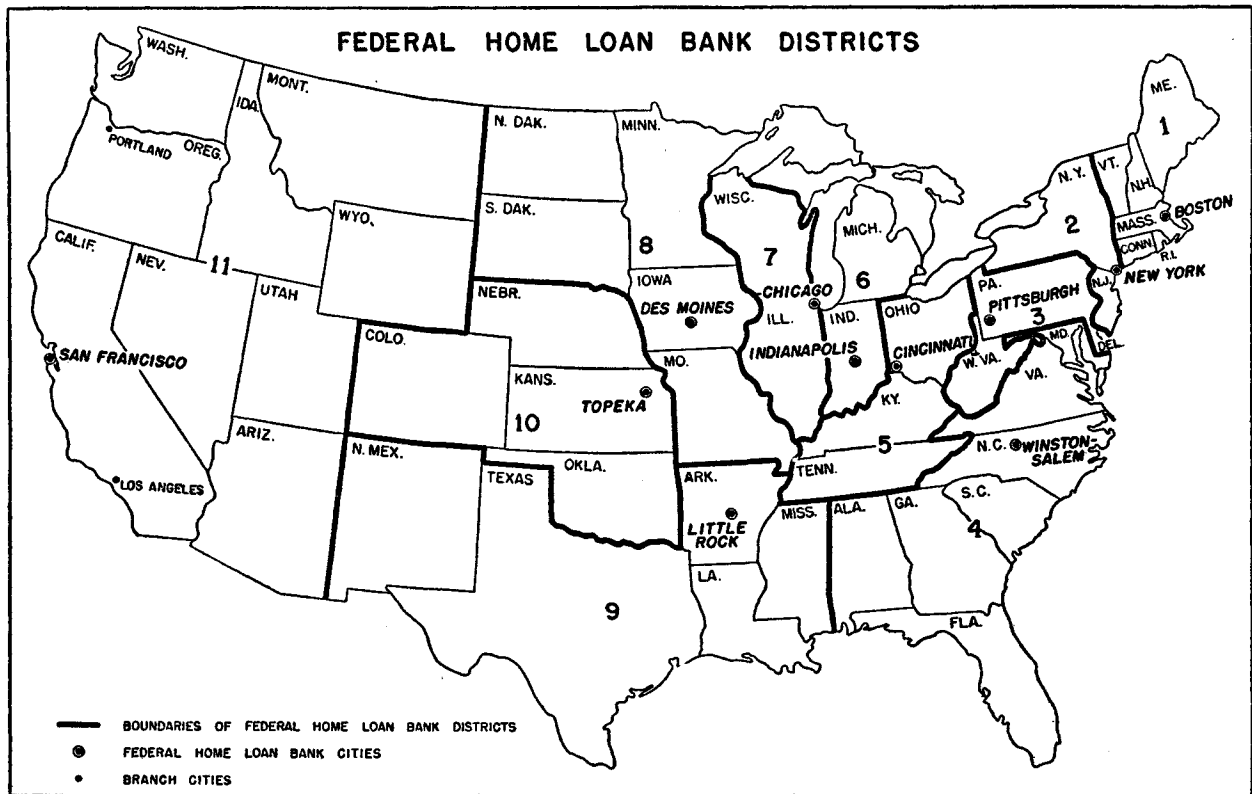 FEDERAL HOME LOAN BANK DISTRICTS
WASH.
MONT.
IDA.
N. DAK.
MINN.
ME.
1
PORTLAND
OREG.
N.Y.
VT.
N.H.
WYO.
S. DAK.
WISC.
MICH.
MASS.
BOSTON
2
CONN.
R.I.
CALIF.
NEV.
11
8
7
6
IOWA
NEW YORK
UTAH
NEBR.
DES MOINES
CHICAGO
OHIO
PA.
N.J.
PITTSBURGH
3
ILL.
IND.
COLO.
SAN FRANCISCO
INDIANAPOLIS
CINCINNATI
W. VA.
MD.
DEL.
MO.
VA.
KANS.
TOPEKA
KY.
10
ARIZ.
N. MEX.
5
N.C.
WINSTON-
SALEM
OKLA.
TEXAS
ARK.
TENN.
LOS ANGELES
S.C.
MISS.
ALA.
GA.
LITTLE
ROCK
4
LA.
9
FLA.
BOUNDARIES OF FEDERAL HOME LOAN BANK DISTRICTS
FEDERAL HOME LOAN BANK CITIES
BRANCH CITIES